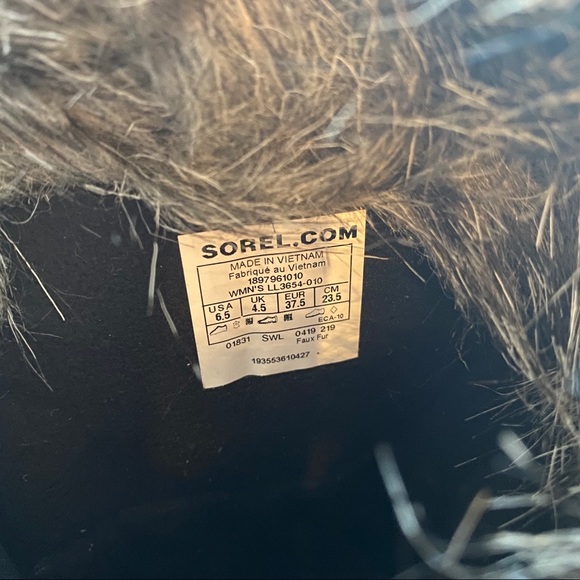 SOREL.COM
MADE IN VIETNAM
Fabriqué au Vietnam
1897961010
WMN'S LL3654-010
USA UK EUR CM
6.5 4.5 37.5 23.5
ECA-10
01831 SWL 0419 219
Faux Fur
193553610427